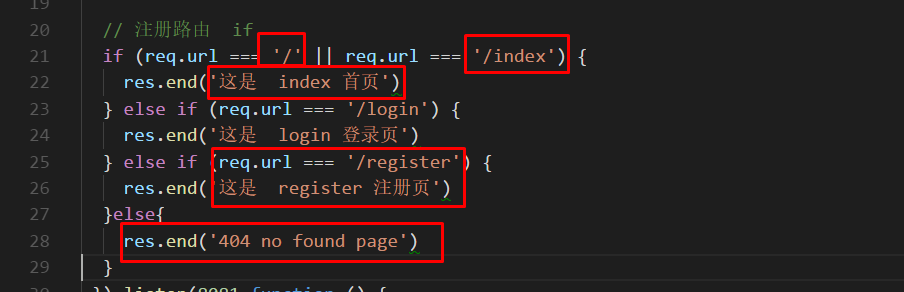 19
20 // 注册路由  if
21 if (req.url === '/' || req.url === '/index') {
22 res.end('这是  index 首页')
23 } else if (req.url === '/login') {
24 res.end('这是  login 登录页')
25 } else if (req.url === '/register') {
26 res.end('这是  register 注册页')
27 }else{
28 res.end('404 no found page')
29 }
}).listen(8081,function () {